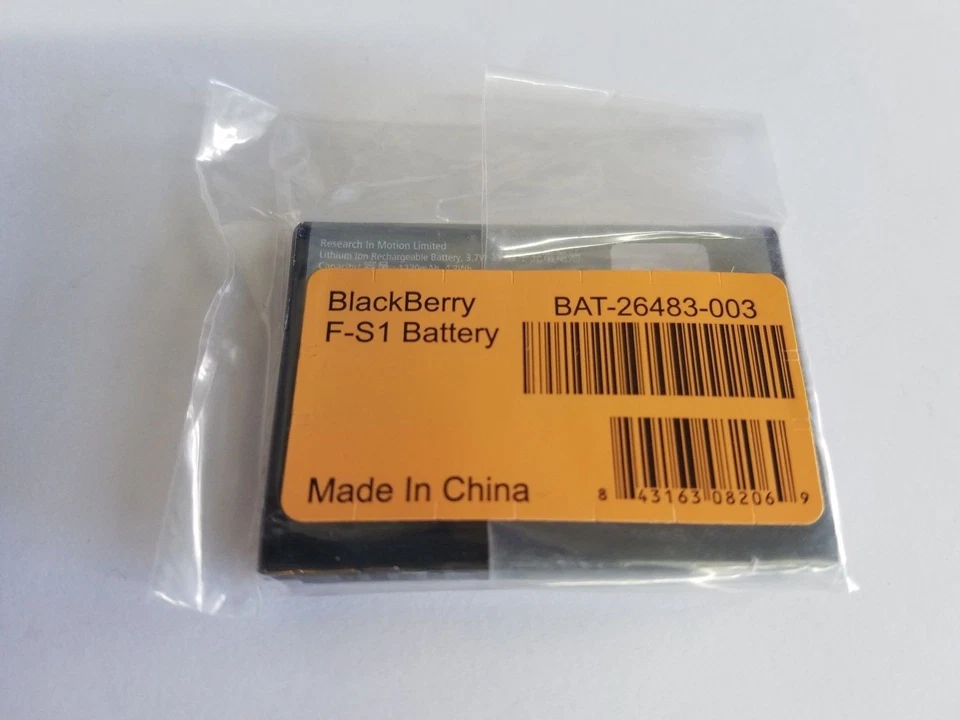 Research In Motion Limited
Lithium Ion Rechargeable Battery, 3.7V
BlackBerry
F-S1 Battery
BAT-26483-003
Made In China
8 43163 08206 9